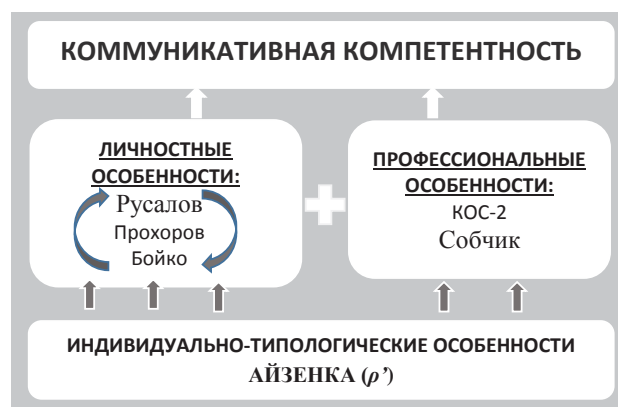 КОММУНИКАТИВНАЯ КОМПЕТЕНТНОСТЬ
ЛИЧНОСТНЫЕ
ОСОБЕННОСТИ:
Русалов
Прохоров
Бойко
ПРОФЕССИОНАЛЬНЫЕ
ОСОБЕННОСТИ:
КОС-2
Собчик
ИНДИВИДУАЛЬНО-ТИПОЛОГИЧЕСКИЕ ОСОБЕННОСТИ
АЙЗЕНКА (ρ’)